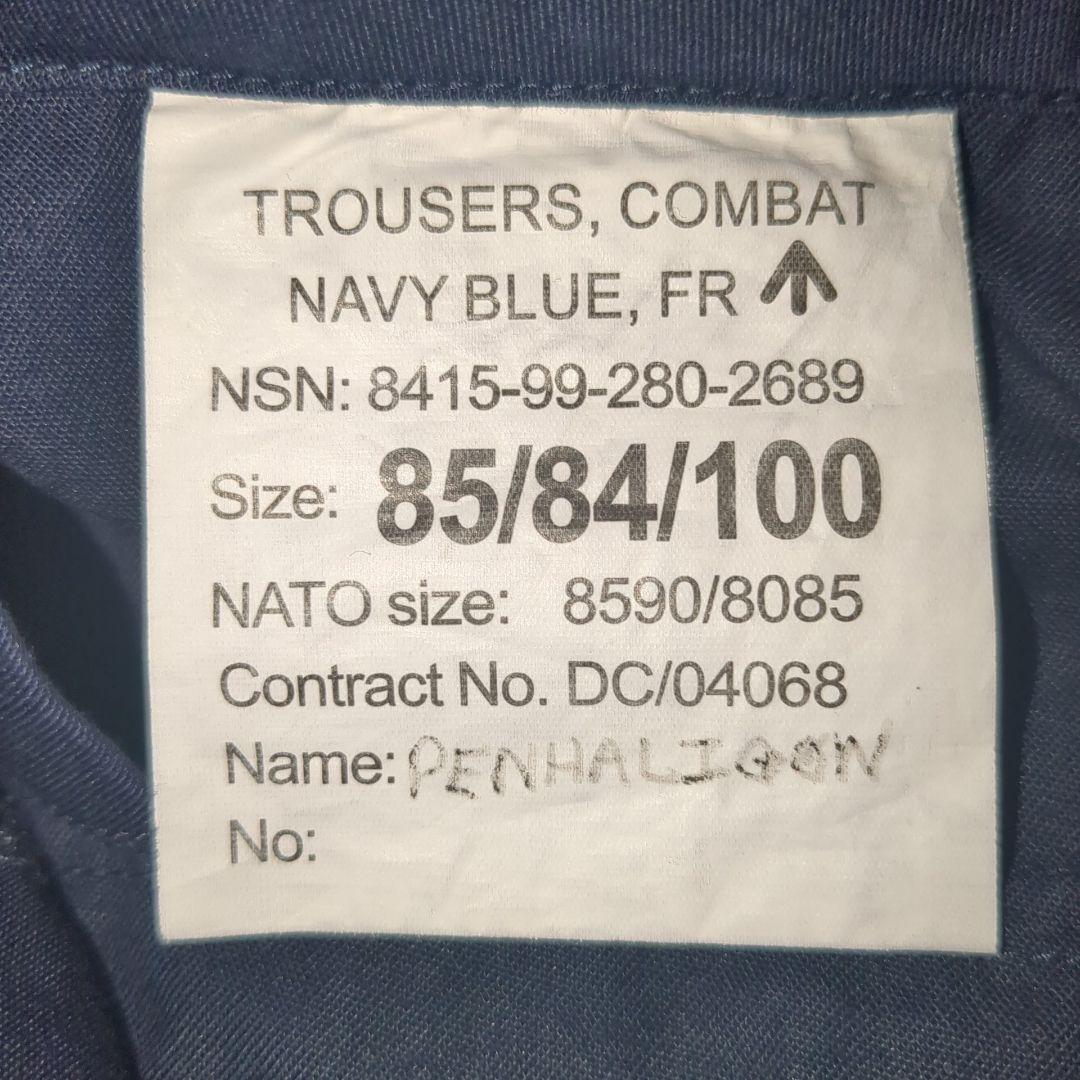 TROUSERS, COMBAT
NAVY BLUE, FR
NSN: 8415-99-280-2689
Size: 85/84/100
NATO size: 8590/8085
Contract No. DC/04068
Name: PENHALIGON
No: